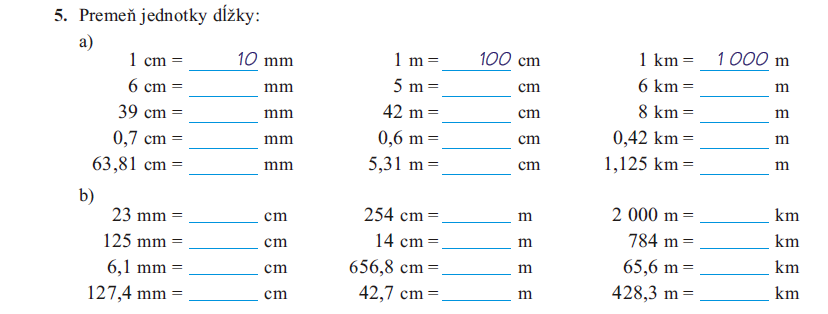 5. Premeň jednotky dĺžky:
a)
1 cm = 10 mm 1 m = 100 cm 1 km = 1 000 m
6 cm = ______ mm 5 m = ______ cm 6 km = ______ m
39 cm = ______ mm 42 m = ______ cm 8 km = ______ m
0,7 cm = ______ mm 0,6 m = ______ cm 0,42 km = ______ m
63,81 cm = ______ mm 5,31 m = ______ cm 1,125 km = ______ m
b)
23 mm = ______ cm 254 cm = ______ m 2 000 m = ______ km
125 mm = ______ cm 14 cm = ______ m 784 m = ______ km
6,1 mm = ______ cm 656,8 cm = ______ m 65,6 m = ______ km
127,4 mm = ______ cm 42,7 cm = ______ m 428,3 m = ______ km